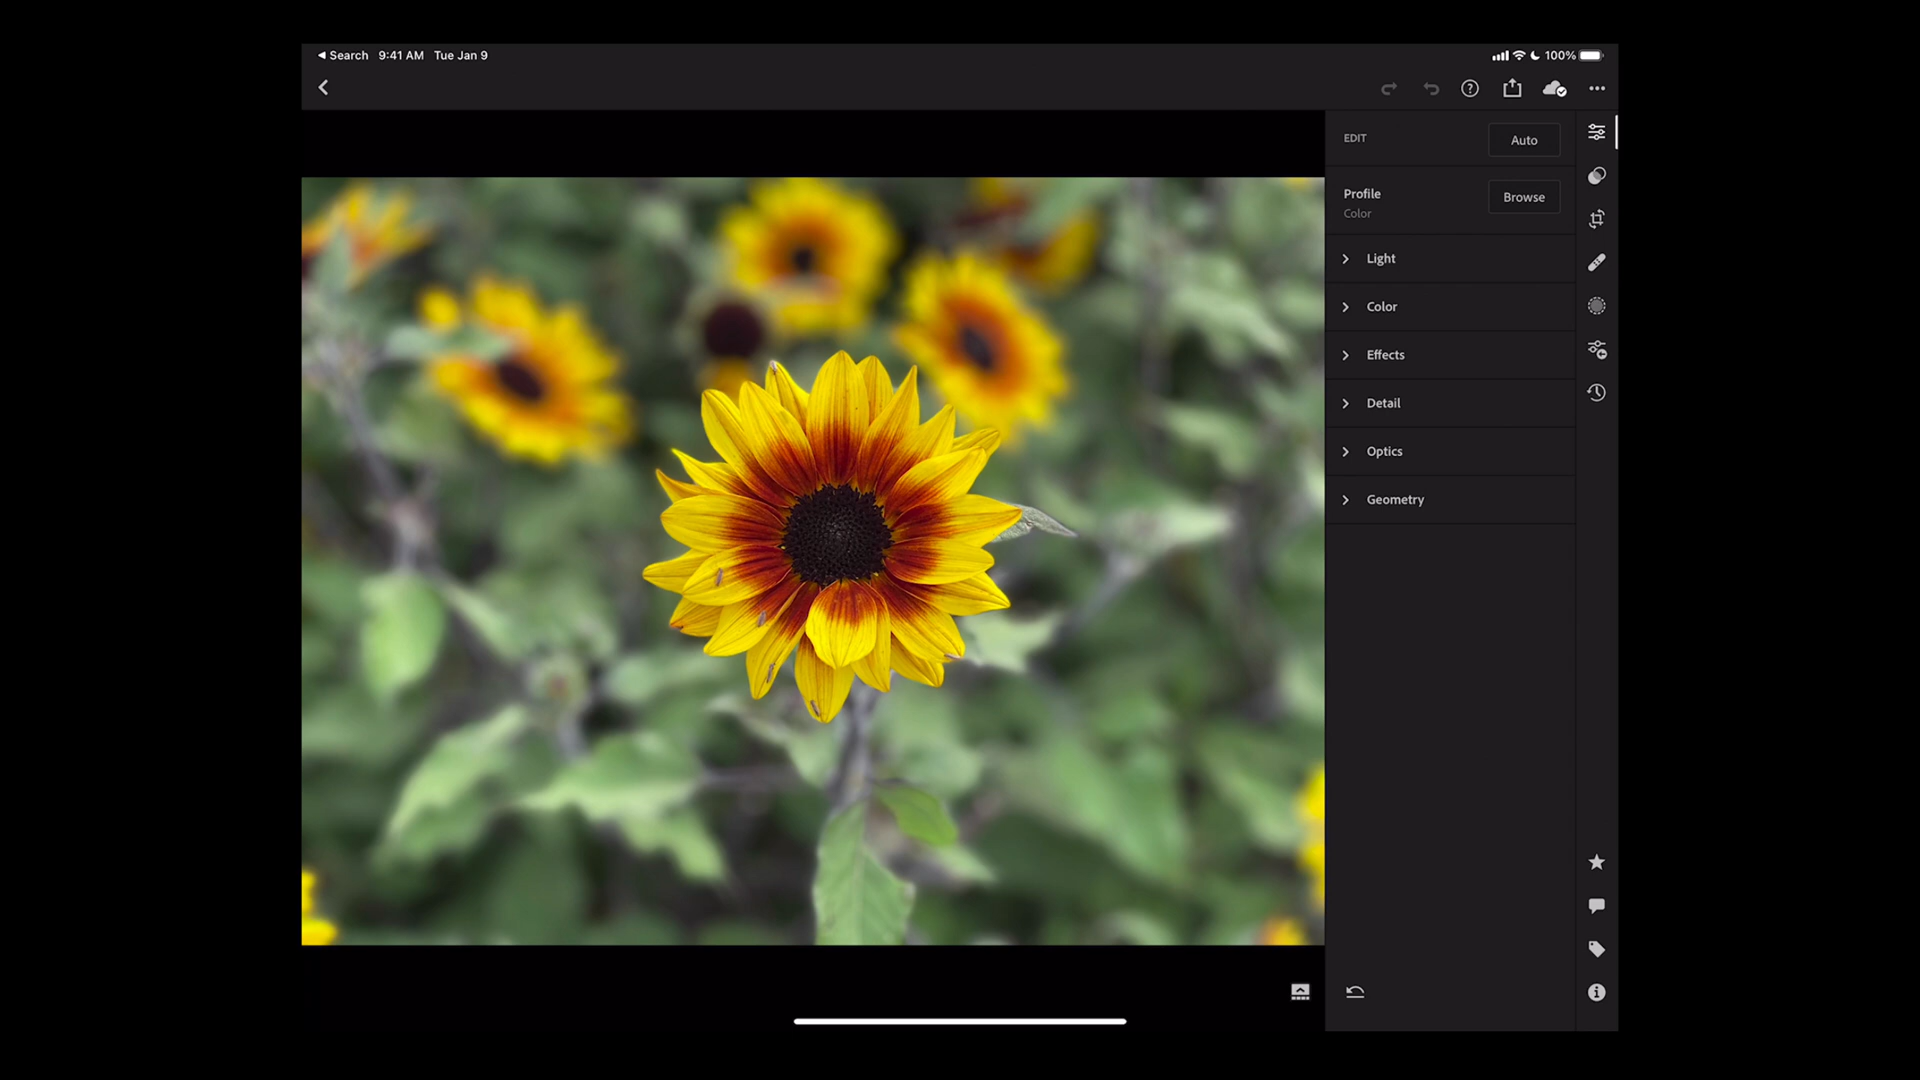 Search 9:41 AM Tue Jan 9
100%
EDIT
Auto
Profile
Color
Browse
Light
Color
Effects
Detail
Optics
Geometry